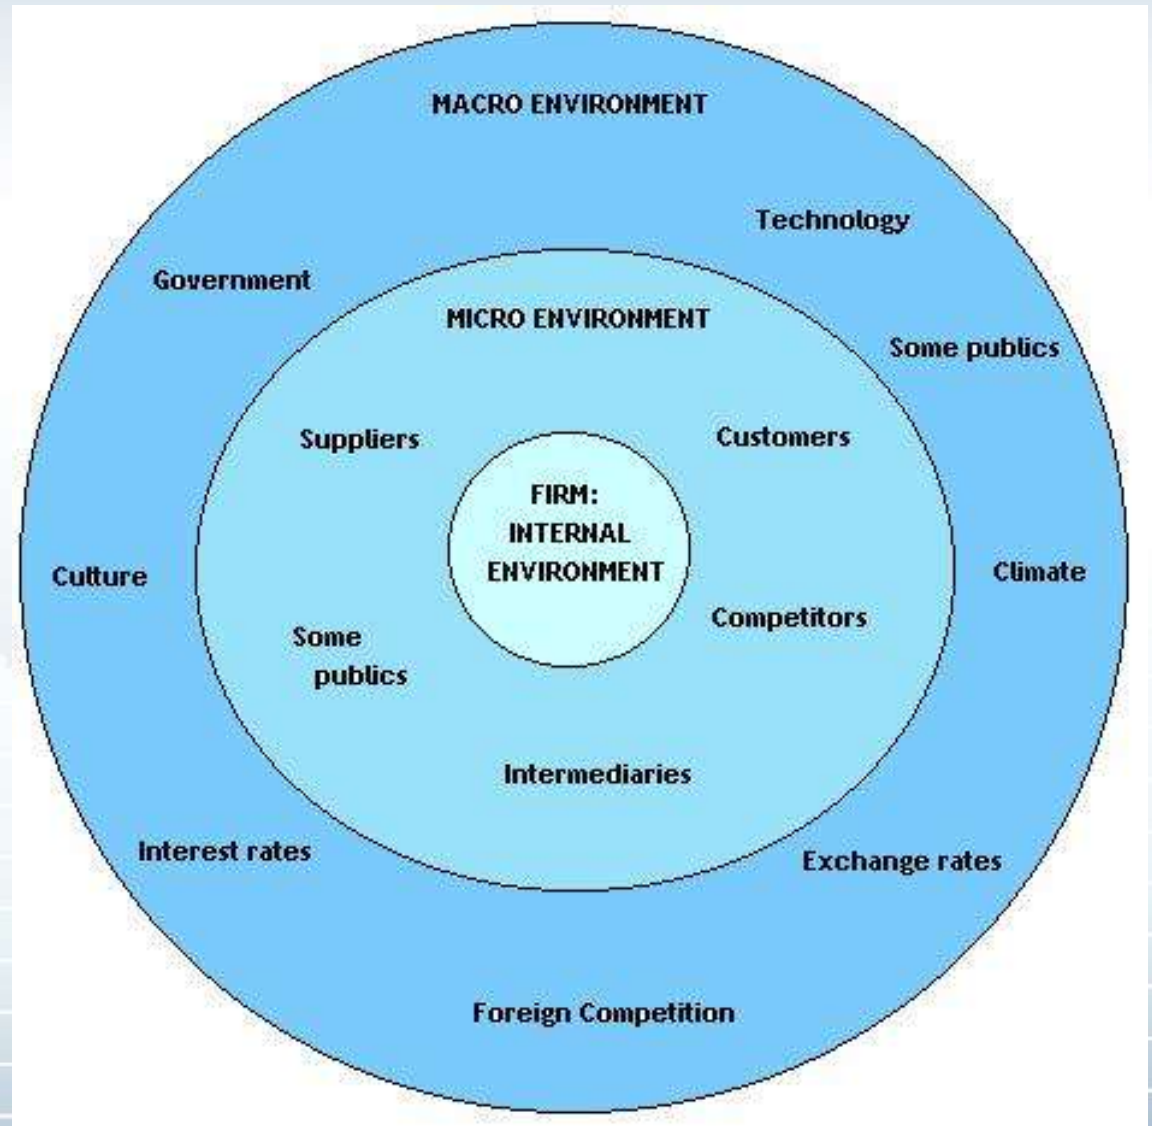 MACRO ENVIRONMENT
Technology
Government
MICRO ENVIRONMENT
Some publics
Suppliers
Customers
FIRM:
INTERNAL
ENVIRONMENT
Culture
Climate
Competitors
Some
publics
Intermediaries
Interest rates
Exchange rates
Foreign Competition